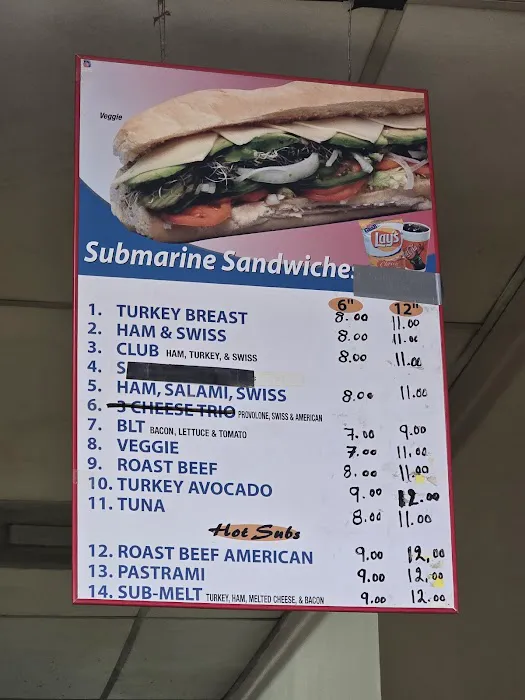 Veggie
Lay's
Submarine Sandwiche
6" 12"
1. TURKEY BREAST 8.00 11.00
2. HAM & SWISS 8.00 11.00
3. CLUB HAM, TURKEY, & SWISS 8.00 11.00
4. S
5. HAM, SALAMI, SWISS 8.00 11.00
6. 3 CHEESE TRIO PROVOLONE, SWISS & AMERICAN
7. BLT BACON, LETTUCE & TOMATO 7.00 9.00
8. VEGGIE 7.00 11.00
9. ROAST BEEF 8.00 11.00
10. TURKEY AVOCADO 9.00 12.00
11. TUNA 8.00 11.00
Hot Subs
12. ROAST BEEF AMERICAN 9.00 12.00
13. PASTRAMI 9.00 12.00
14. SUB-MELT TURKEY, HAM, MELTED CHEESE, & BACON 9.00 12.00